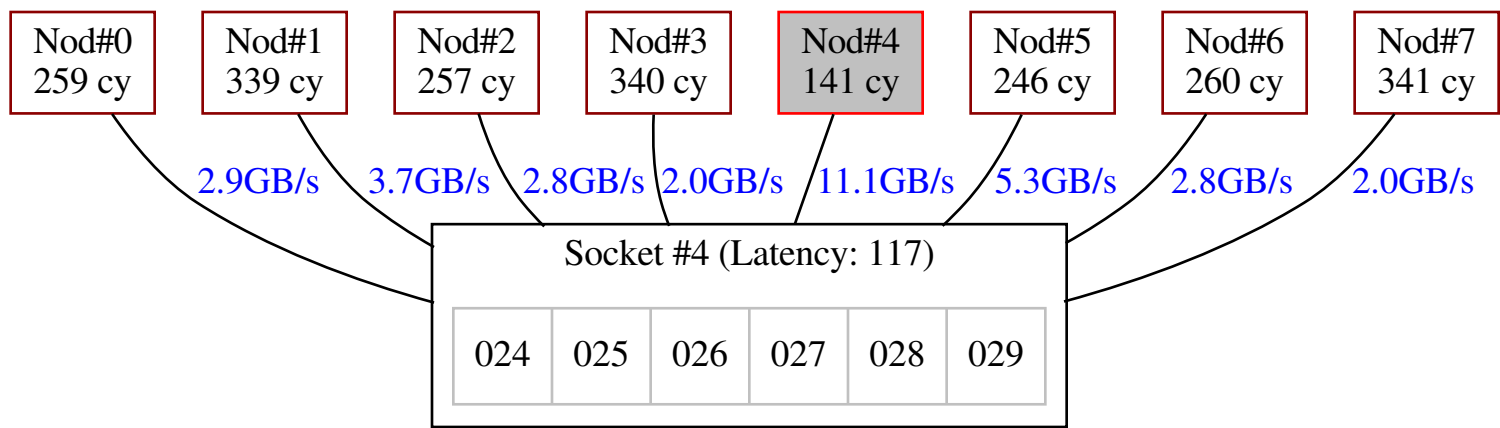 Nod#0
259 cy
Nod#1
339 cy
Nod#2
257 cy
Nod#3
340 cy
Nod#4
141 cy
Nod#5
246 cy
Nod#6
260 cy
Nod#7
341 cy
2.9GB/s
3.7GB/s
2.8GB/s
2.0GB/s
11.1GB/s
5.3GB/s
2.8GB/s
2.0GB/s
Socket #4 (Latency: 117)
024
025
026
027
028
029